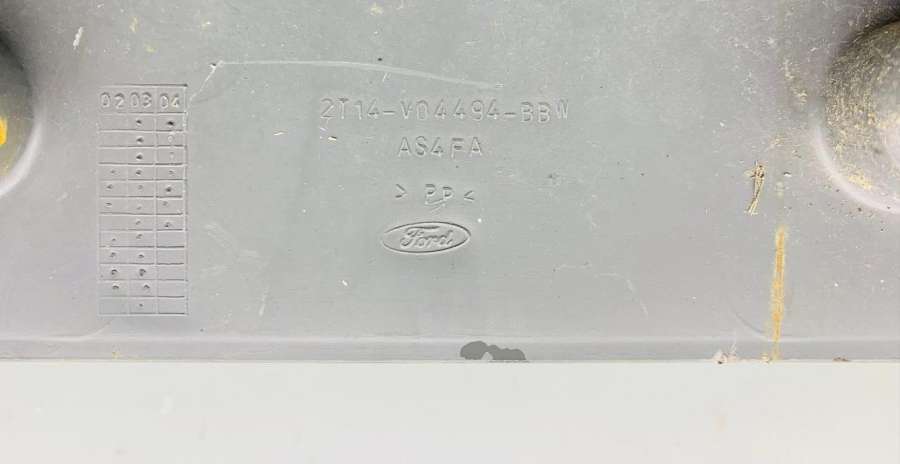 02 03 04
2T14-V04494-BBW
AS4FA
> PP <
Ford